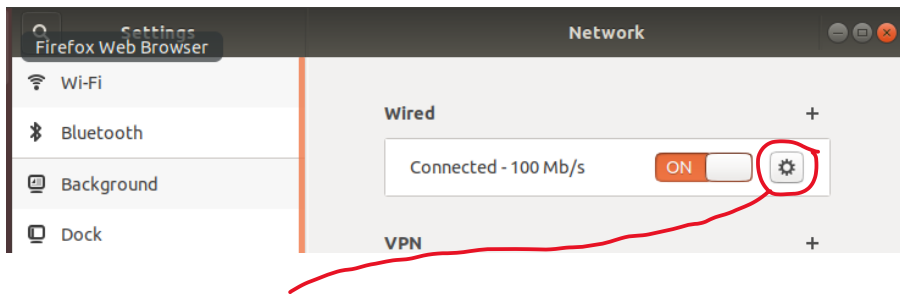 Settings
Network
Firefox Web Browser
Wi-Fi
Bluetooth
Background
Dock
Wired
+
Connected - 100 Mb/s
ON
VPN
+